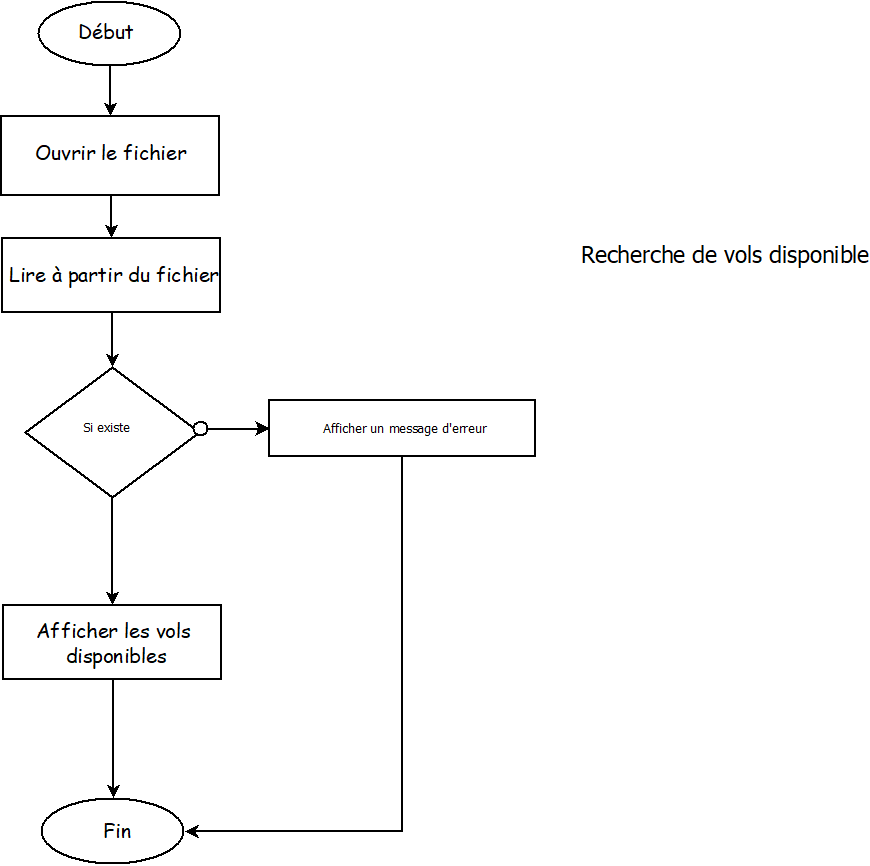 Début
Ouvrir le fichier
Recherche de vols disponible
Lire à partir du fichier
Si existe
Afficher un message d'erreur
Afficher les vols
disponibles
Fin